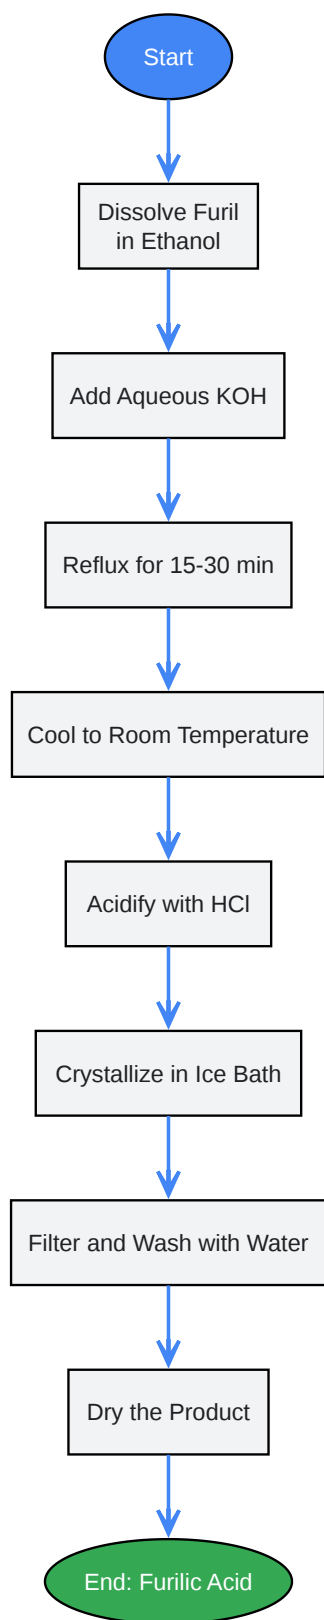 Start
Dissolve Furil
in Ethanol
Add Aqueous KOH
Reflux for 15-30 min
Cool to Room Temperature
Acidify with HCl
Crystallize in Ice Bath
Filter and Wash with Water
Dry the Product
End: Furilic Acid